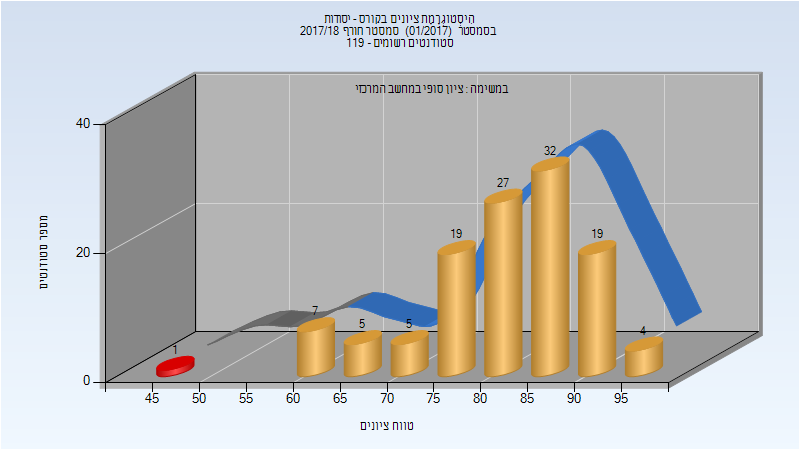 היסטוגרמת ציונים בקורס - יסודות
בסמסטר (01/2017) סמסטר חורף 2017/18
סטודנטים רשומים - 119
במשימה : ציון סופי במחשב המרכזי
מספר סטודנטים
40
20
0
1
7
5
5
19
27
32
19
4
45 50 55 60 65 70 75 80 85 90 95
טווח ציונים